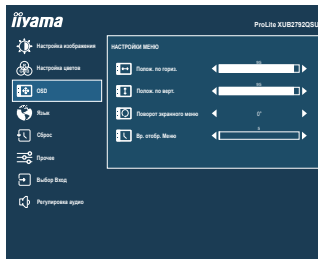 iiyama
ProLite XUB2792QSU
Настройка изображения
Настройка цветов
OSD
Язык
Сброс
Прочее
Выбор Вход
Регулировка аудио
НАСТРОЙКИ МЕНЮ
Полож. по гориз.
Полож. по верт.
Поворот экранного меню
0°
Вр. отобр. Меню